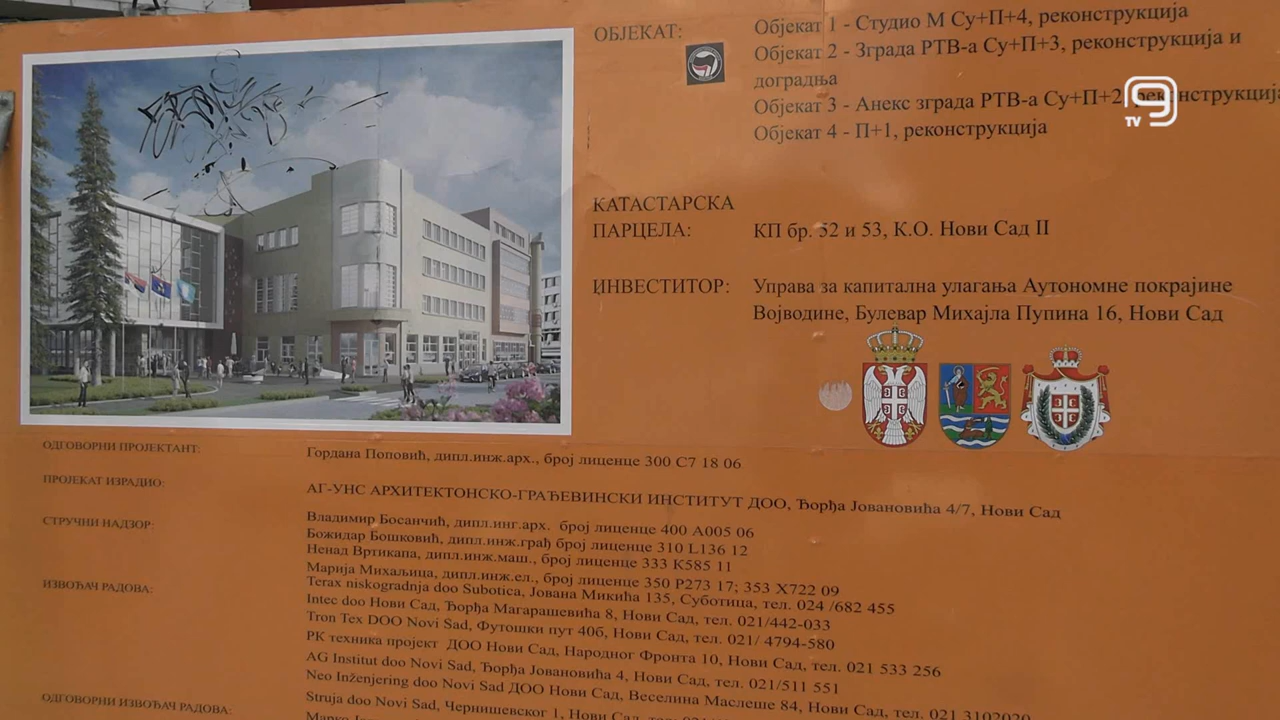 ОБЈЕКАТ:
Објекат 1 - Студио М Су+П+4, реконструкција
Објекат 2 - Зграда РТВ-а Су+П+3, реконструкција и
доградња
Објекат 3 - Анекс зграда РТВ-а Су+П+2, реконструкција
Објекат 4 - П+1, реконструкција
9
TV
КАТАСТАРСКА
ПАРЦЕЛА:
КП бр. 52 и 53, К.О. Нови Сад II
ИНВЕСТИТОР:
Управа за капитална улагања Аутономне покрајине
Војводине, Булевар Михајла Пупина 16, Нови Сад
ОДГОВОРНИ ПРОЈЕКТАНТ:
Гордана Поповић, дипл.инж.арх., број лиценце 300 С7 18 06
ПРОЈЕКАТ ИЗРАДИО:
АГ-УНС АРХИТЕКТОНСКО-ГРАЂЕВИНСКИ ИНСТИТУТ ДОО, Ђорђа Јовановића 4/7, Нови Сад
СТРУЧНИ НАДЗОР:
Владимир Босанчић, дипл.инг.арх. број лиценце 400 А005 06
Божидар Бошковић, дипл.инж.грађ број лиценце 310 L136 12
Ненад Вртикапа, дипл.инж.маш., број лиценце 333 К585 11
Марија Михаљица, дипл.инж.ел., број лиценце 350 Р273 17; 353 Х722 09
ИЗВОЂАЧ РАДОВА:
Terax niskogradnja doo Subotica, Јована Микића 135, Суботица, тел. 024 /682 455
Intec doo Нови Сад, Ђорђа Магарашевића 8, Нови Сад, тел. 021/442-033
Tron Tex DOO Novi Sad, Футошки пут 40б, Нови Сад, тел. 021/ 4794-580
РК техника пројект ДОО Нови Сад, Народног Фронта 10, Нови Сад, тел. 021 533 256
AG Institut doo Novi Sad, Ђорђа Јовановића 4, Нови Сад, тел. 021/511 551
Neo Inženjering doo Novi Sad ДОО Нови Сад, Веселина Маслеше 84, Нови Сад, тел. 021 3102020
Struja doo Novi Sad, Чернишевског 1, Нови Сад,
ОДГОВОРНИ ИЗВОЂАЧ РАДОВА: